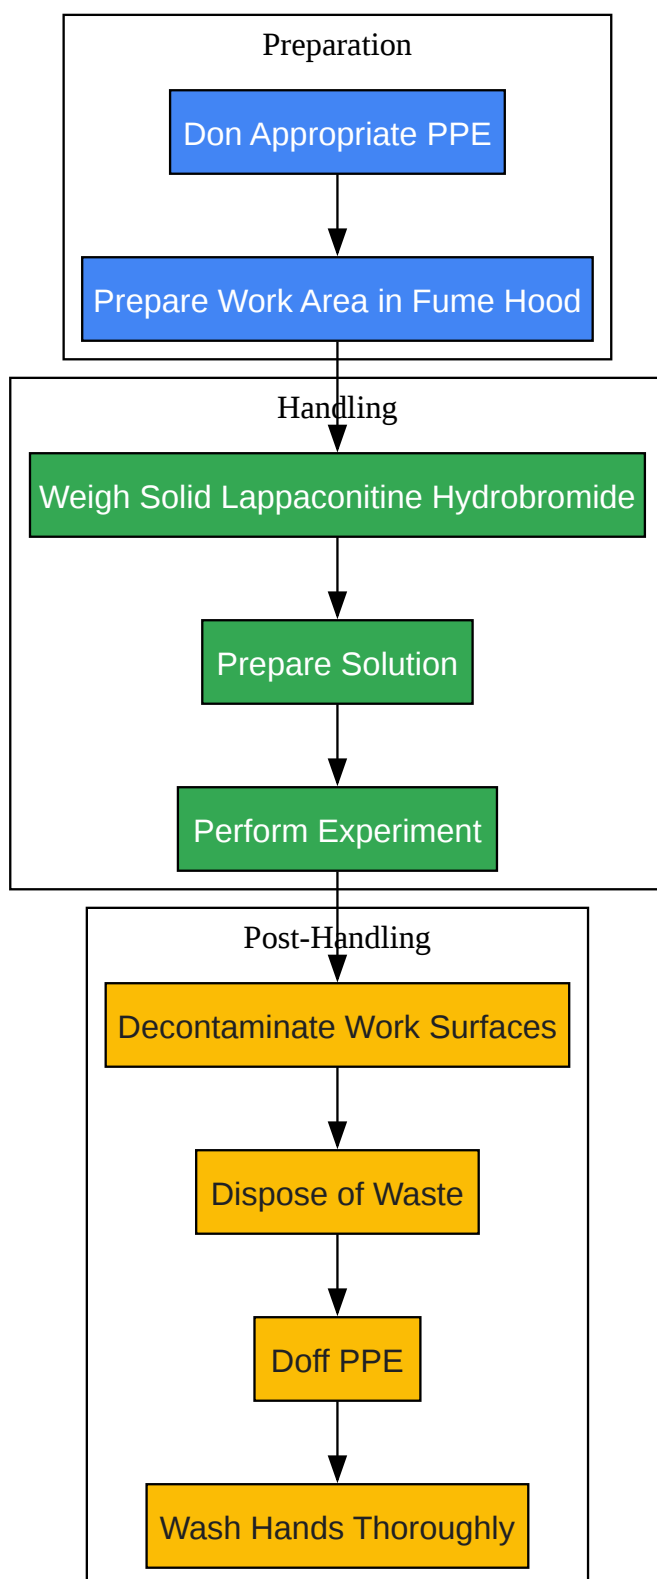 Preparation
Don Appropriate PPE
Prepare Work Area in Fume Hood
Handling
Weigh Solid Lappaconitine Hydrobromide
Prepare Solution
Perform Experiment
Post-Handling
Decontaminate Work Surfaces
Dispose of Waste
Doff PPE
Wash Hands Thoroughly